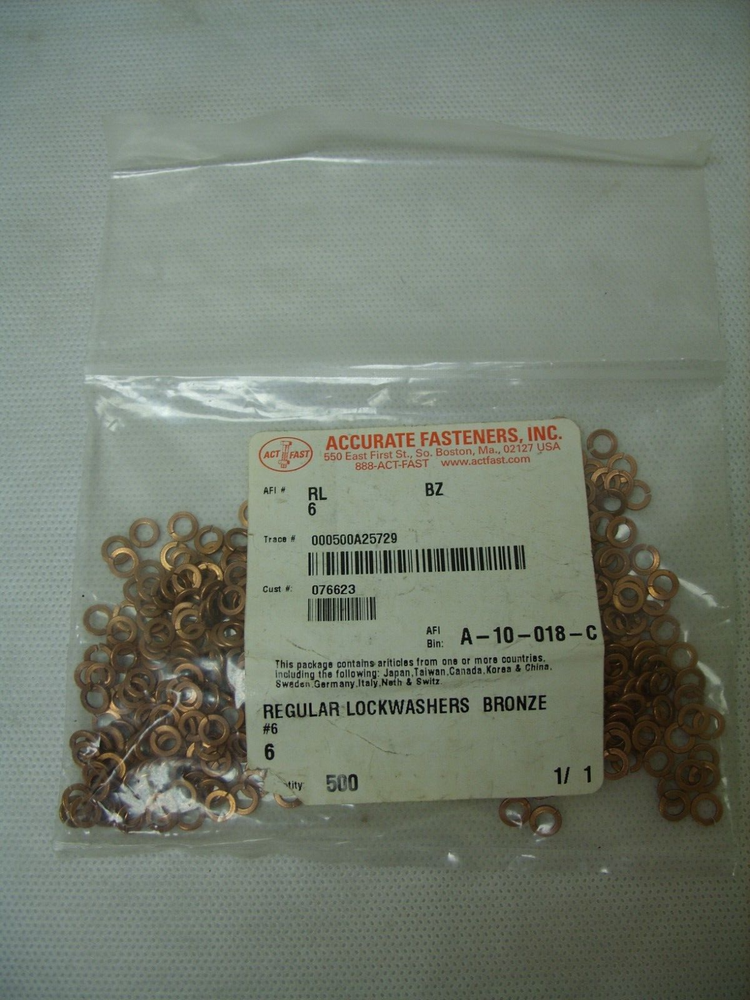 ACT FAST
ACCURATE FASTENERS, INC.
550 East First St., So. Boston, Ma., 02127 USA
888-ACT-FAST www.actfast.com
AFI # RL BZ
6
Trace # 000500A25729
Cust #: 076623
AFI
Bin: A-10-018-C
This package contains ariticles from one or more countries,
including the following: Japan,Taiwan,Canada,Korea & China.
Sweden,Germany,Italy,Neth & Switz
REGULAR LOCKWASHERS BRONZE
#6
6
tity 500 1/ 1